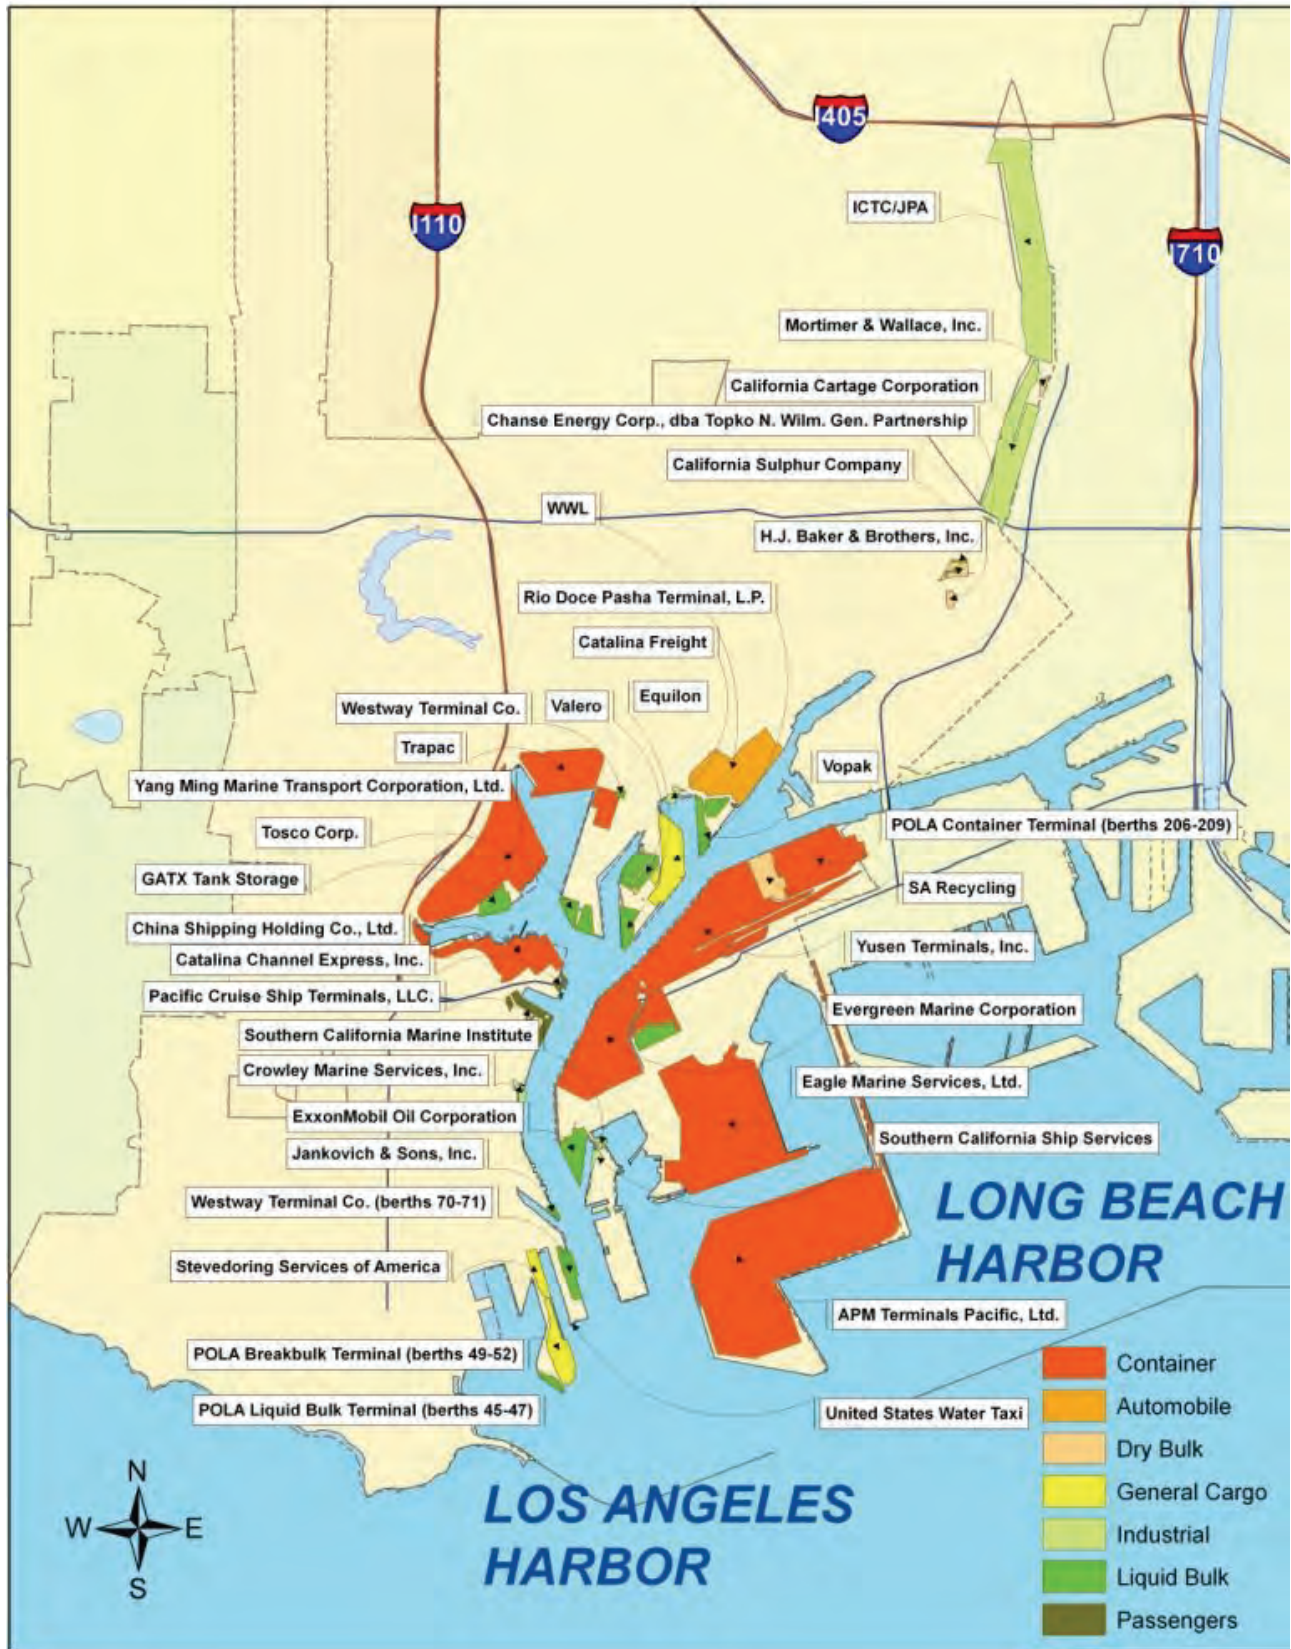 I405
I110
I710
ICTC/JPA
Mortimer & Wallace, Inc.
California Cartage Corporation
Chanse Energy Corp., dba Topko N. Wilm. Gen. Partnership
California Sulphur Company
WWL
H.J. Baker & Brothers, Inc.
Rio Doce Pasha Terminal, L.P.
Catalina Freight
Equilon
Valero
Westway Terminal Co.
Trapac
Vopak
Yang Ming Marine Transport Corporation, Ltd.
POLA Container Terminal (berths 206-209)
Tosco Corp.
GATX Tank Storage
SA Recycling
China Shipping Holding Co., Ltd.
Yusen Terminals, Inc.
Catalina Channel Express, Inc.
Pacific Cruise Ship Terminals, LLC.
Evergreen Marine Corporation
Southern California Marine Institute
Crowley Marine Services, Inc.
Eagle Marine Services, Ltd.
ExxonMobil Oil Corporation
Southern California Ship Services
Jankovich & Sons, Inc.
Westway Terminal Co. (berths 70-71)
LONG BEACH
HARBOR
Stevedoring Services of America
APM Terminals Pacific, Ltd.
POLA Breakbulk Terminal (berths 49-52)
POLA Liquid Bulk Terminal (berths 45-47)
United States Water Taxi
LOS ANGELES
HARBOR
N
W
E
S
Container
Automobile
Dry Bulk
General Cargo
Industrial
Liquid Bulk
Passengers